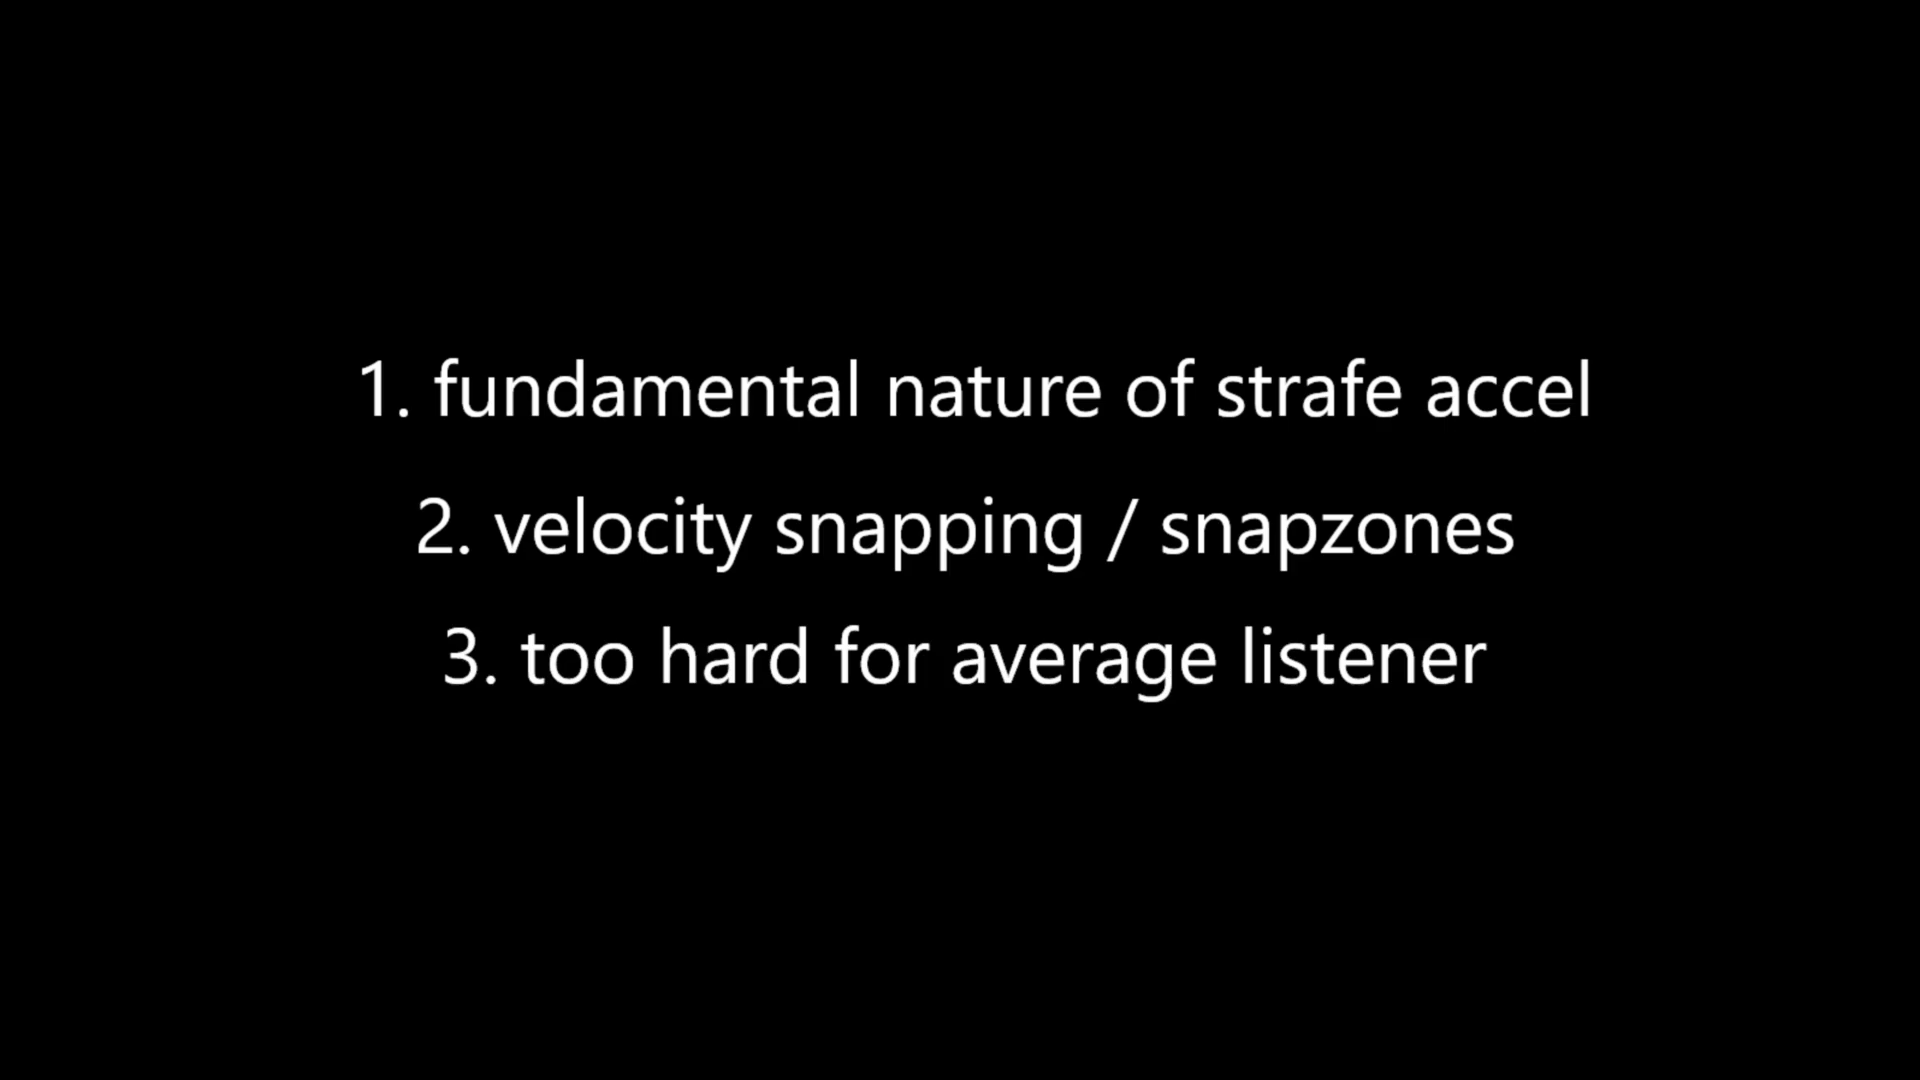 1. fundamental nature of strafe accel
2. velocity snapping / snapzones
3. too hard for average listener